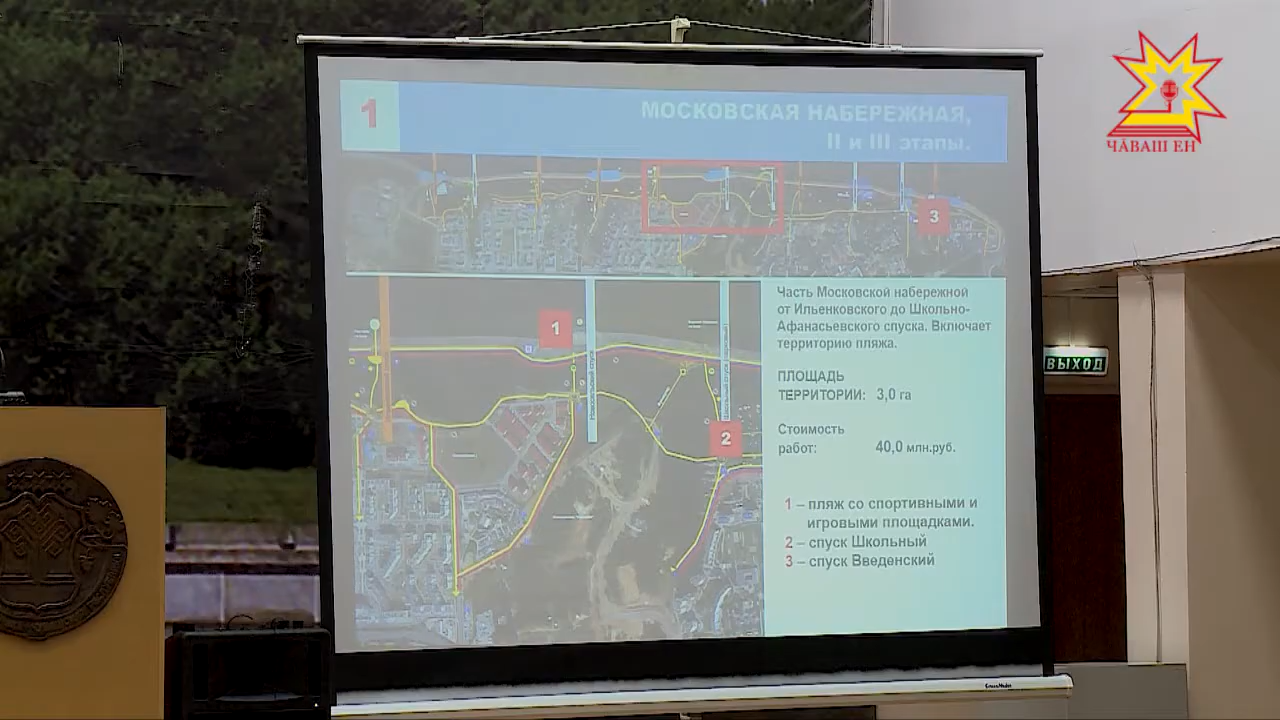 1
МОСКОВСКАЯ НАБЕРЕЖНАЯ,
II и III этапы.
ЧӐВАШ ЕН
3
1
2
Часть Московской набережной
от Ильенковского до Школьно-
Афанасьевского спуска. Включает
территорию пляжа.
ПЛОЩАДЬ
ТЕРРИТОРИИ: 3,0 га
Стоимость
работ: 40,0 млн.руб.
1 – пляж со спортивными и
игровыми площадками.
2 – спуск Школьный
3 – спуск Введенский
ВЫХОД